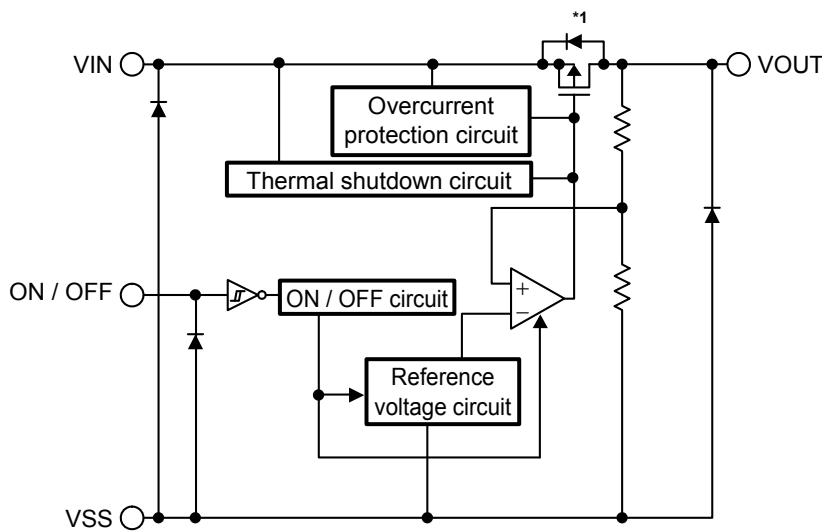 *1
VIN
VOUT
Overcurrent
protection circuit
Thermal shutdown circuit
ON / OFF
ON / OFF circuit
+
−
Reference
voltage circuit
VSS